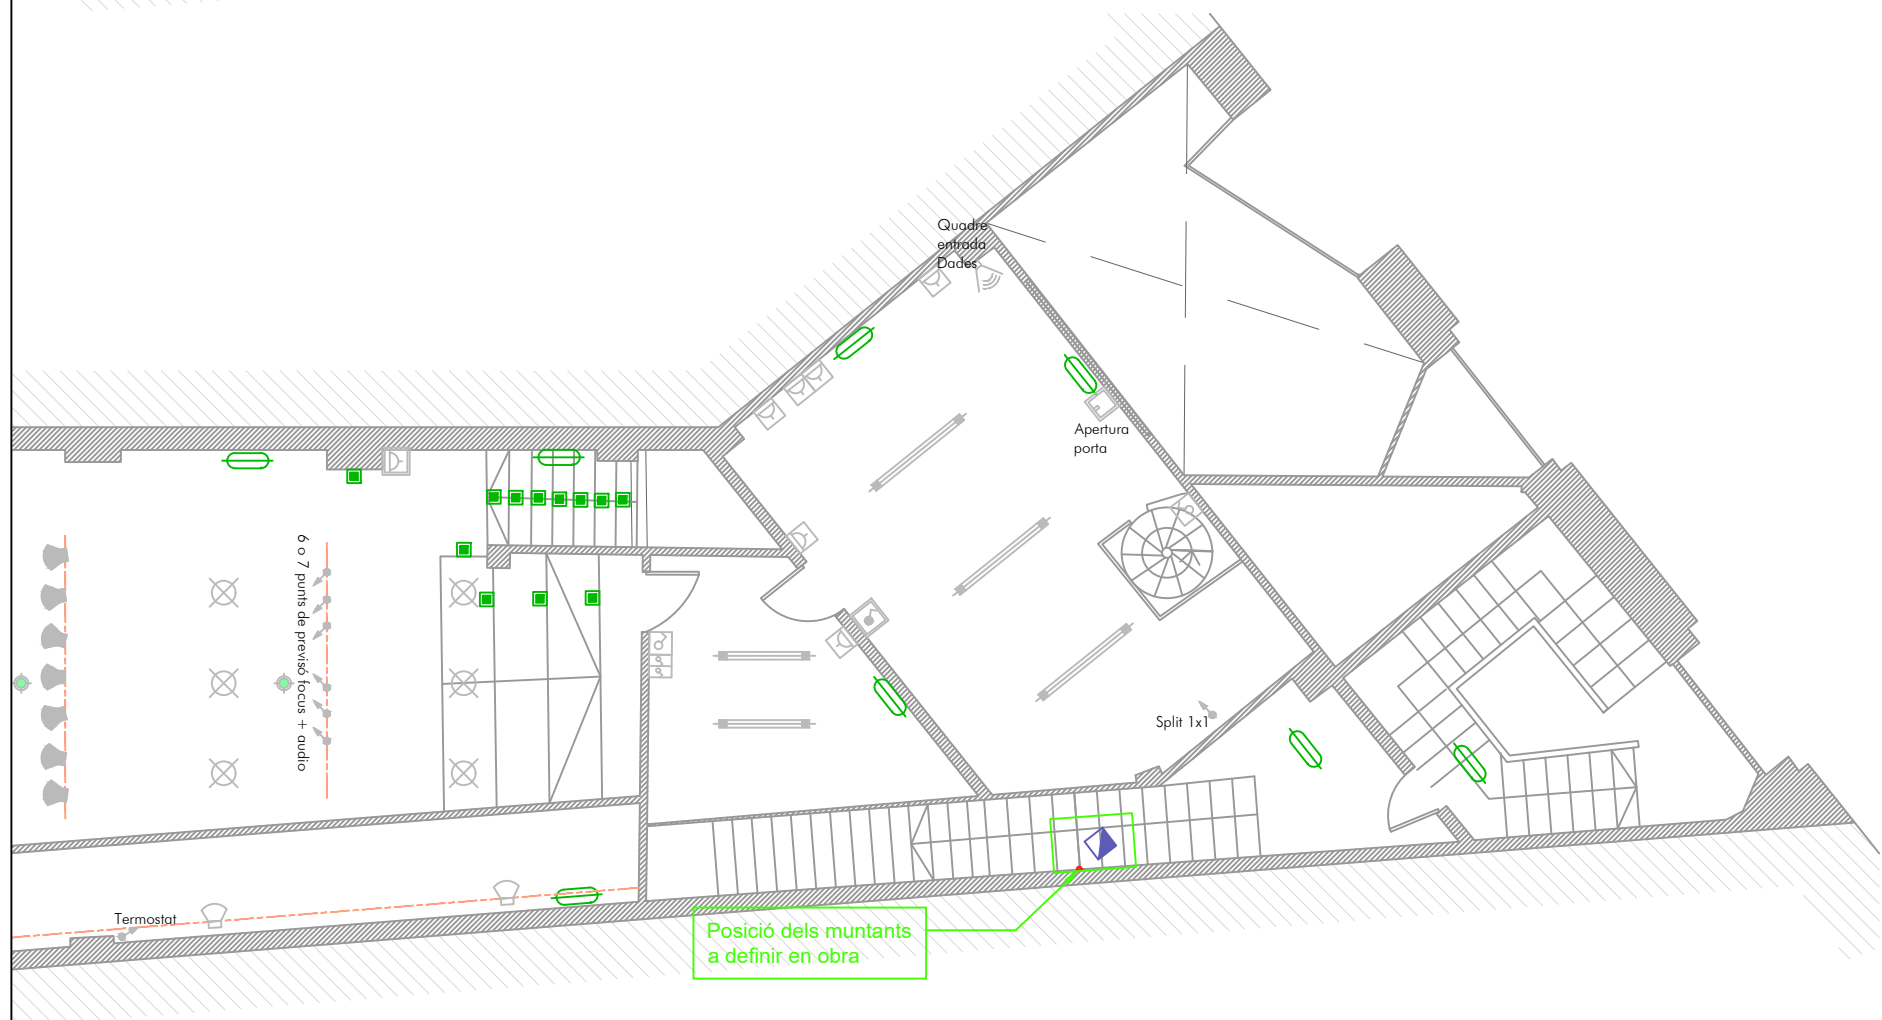 Quadre
entrada
Dades
Apertura
porta
6 o 7 punts de previsó focus + audio
Split 1x1
Termostat
Posició dels muntants
a definir en obra